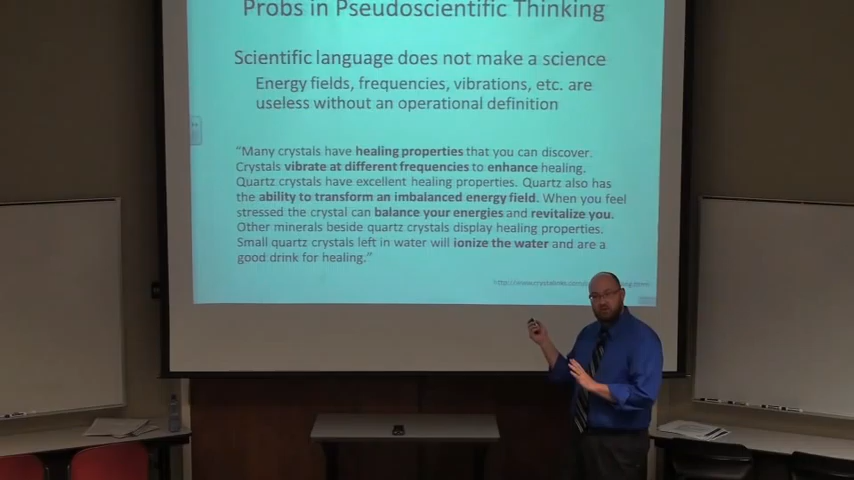 Probs in Pseudoscientific Thinking
Scientific language does not make a science
Energy fields, frequencies, vibrations, etc. are
useless without an operational definition
"Many crystals have healing properties that you can discover.
Crystals vibrate at different frequencies to enhance healing.
Quartz crystals have excellent healing properties. Quartz also has
the ability to transform an imbalanced energy field. When you feel
stressed the crystal can balance your energies and revitalize you.
Other minerals beside quartz crystals display healing properties.
Small quartz crystals left in water will ionize the water and are a
good drink for healing."